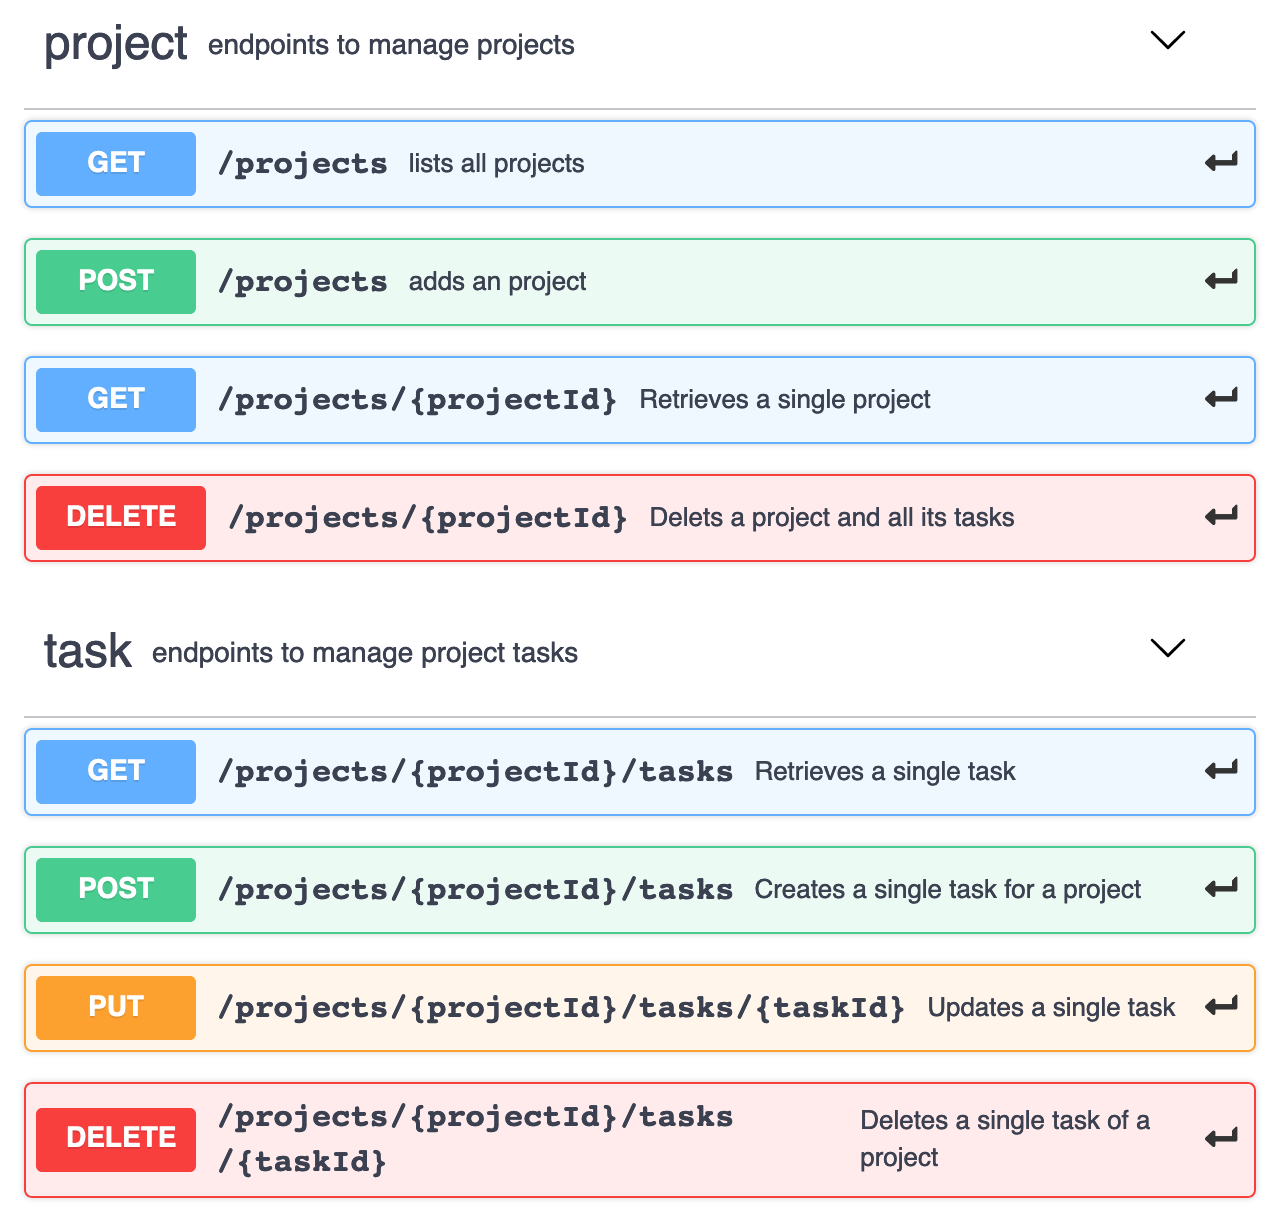 project endpoints to manage projects
GET /projects lists all projects
POST /projects adds an project
GET /projects/{projectId} Retrieves a single project
DELETE /projects/{projectId} Delets a project and all its tasks
task endpoints to manage project tasks
GET /projects/{projectId}/tasks Retrieves a single task
POST /projects/{projectId}/tasks Creates a single task for a project
PUT /projects/{projectId}/tasks/{taskId} Updates a single task
DELETE /projects/{projectId}/tasks
/{taskId}
Deletes a single task of a
project